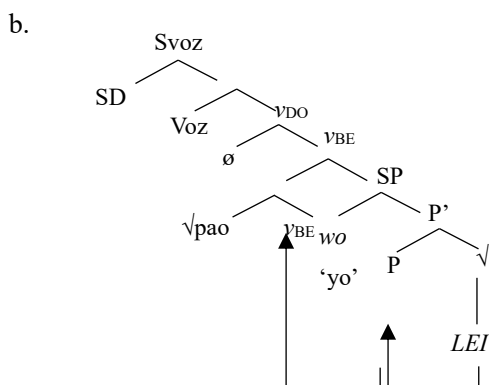 b.
Svoz
SD
Voz
vDO
ø
vBE
SP
√pao
vBE
wo
P'
'yo'
P
√
LEI